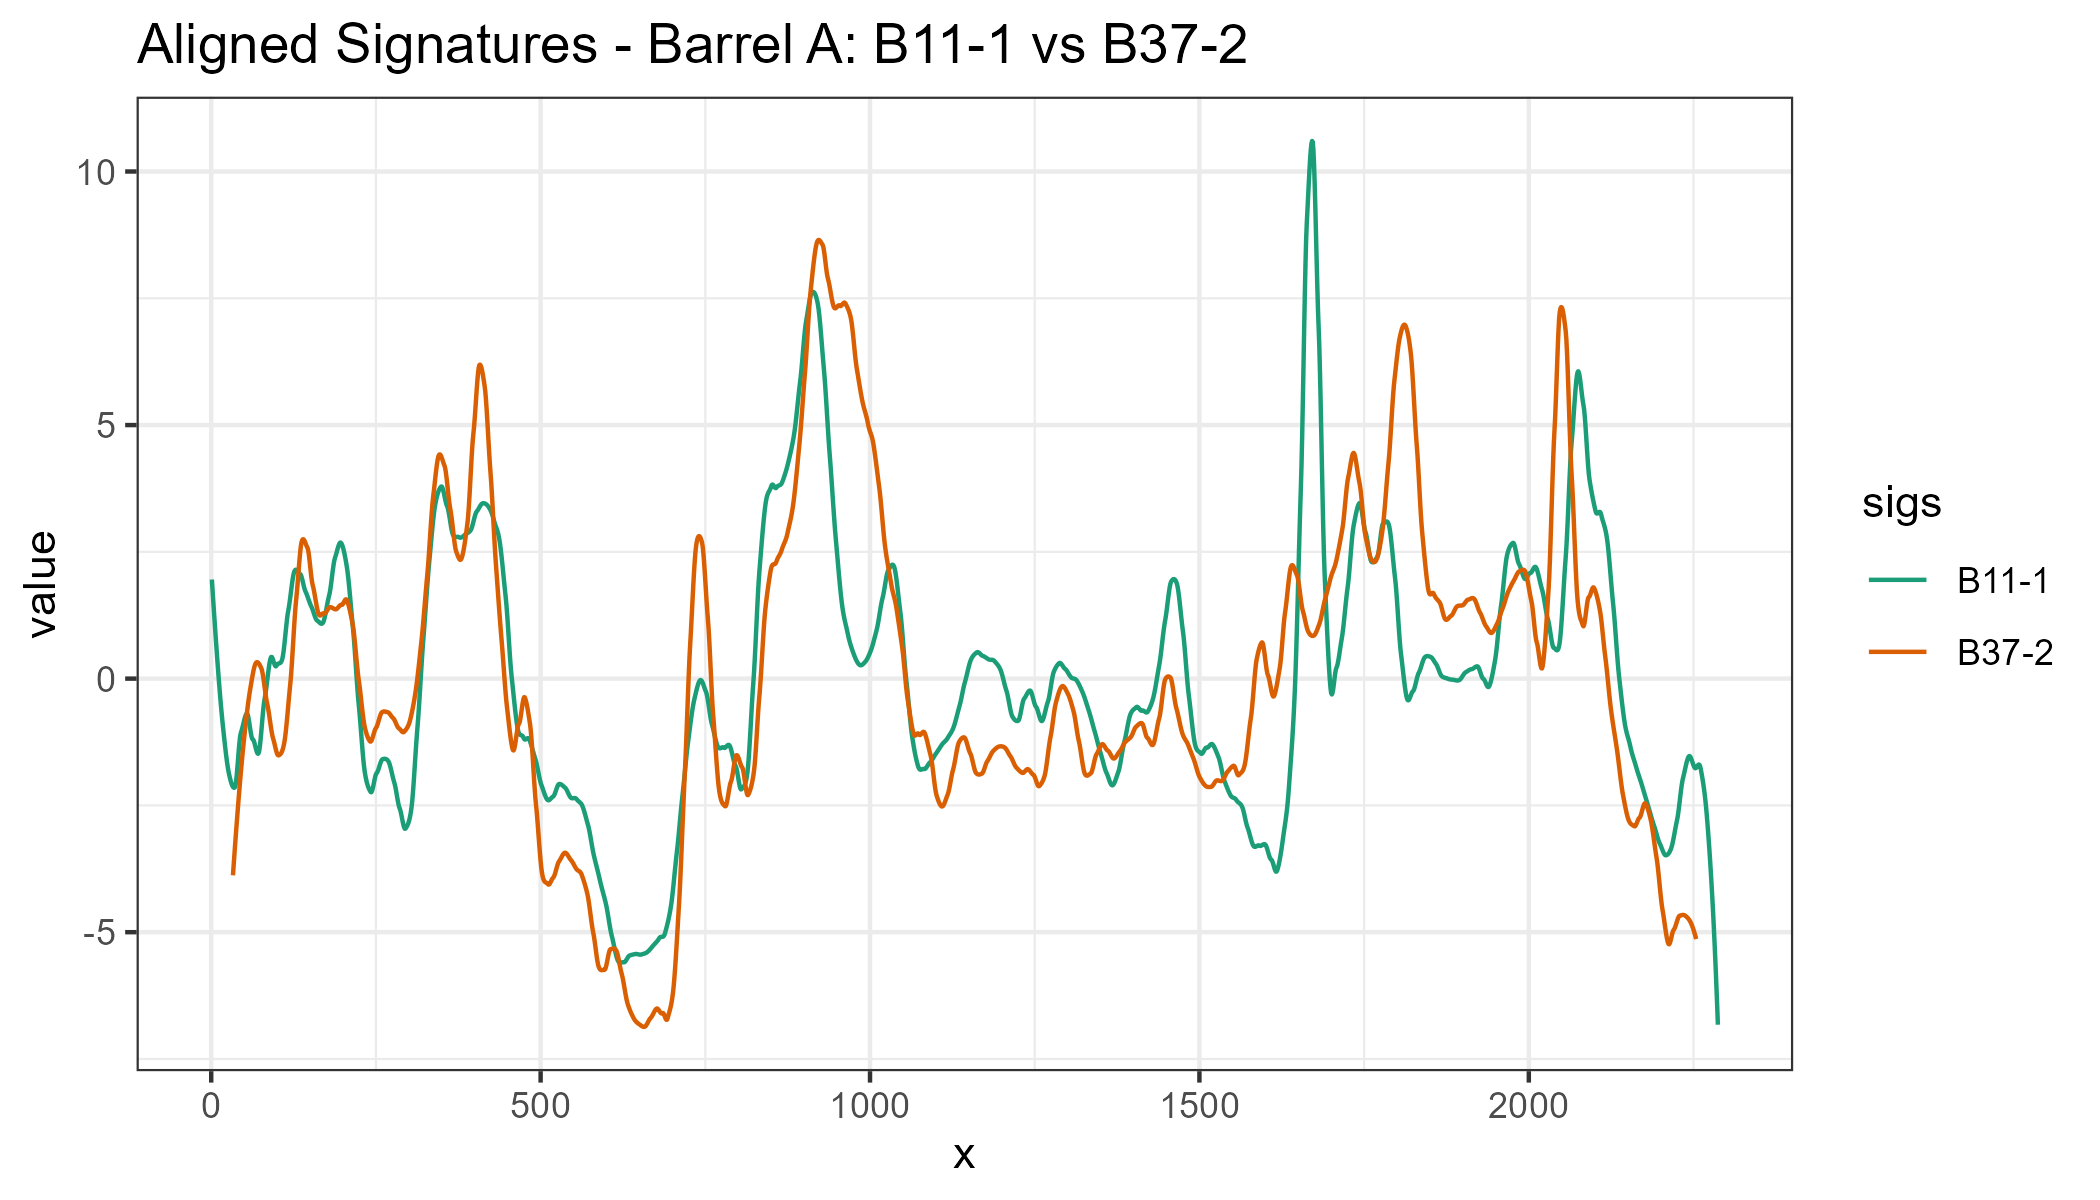 Aligned Signatures - Barrel A: B11-1 vs B37-2
value
10
5
0
-5
0 500 1000 1500 2000
x
sigs
B11-1
B37-2